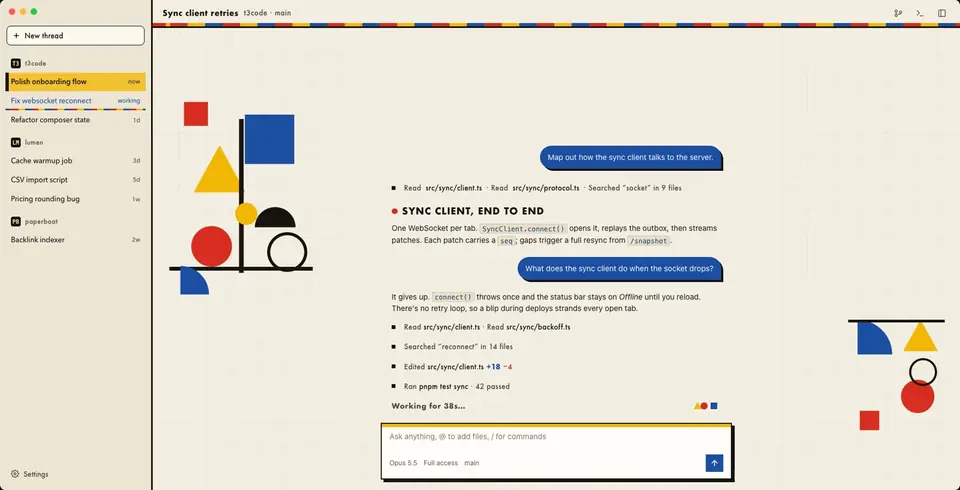 Sync client retries t3code · main
+ New thread
T3 t3code
Polish onboarding flow now
Fix websocket reconnect working
Refactor composer state 1d
LM lumen
Cache warmup job 3d
CSV import script 5d
Pricing rounding bug 1w
PB paperboat
Backlink indexer 2w
Settings
Map out how the sync client talks to the server.
Read src/sync/client.ts · Read src/sync/protocol.ts · Searched “socket” in 9 files
SYNC CLIENT, END TO END
One WebSocket per tab. SyncClient.connect() opens it, replays the outbox, then streams
patches. Each patch carries a seq; gaps trigger a full resync from /snapshot.
What does the sync client do when the socket drops?
It gives up. connect() throws once and the status bar stays on Offline until you reload.
There's no retry loop, so a blip during deploys strands every open tab.
Read src/sync/client.ts · Read src/sync/backoff.ts
Searched “reconnect” in 14 files
Edited src/sync/client.ts +18 −4
Ran pnpm test sync · 42 passed
Working for 38s...
Ask anything, @ to add files, / for commands
Opus 5.5 Full access main